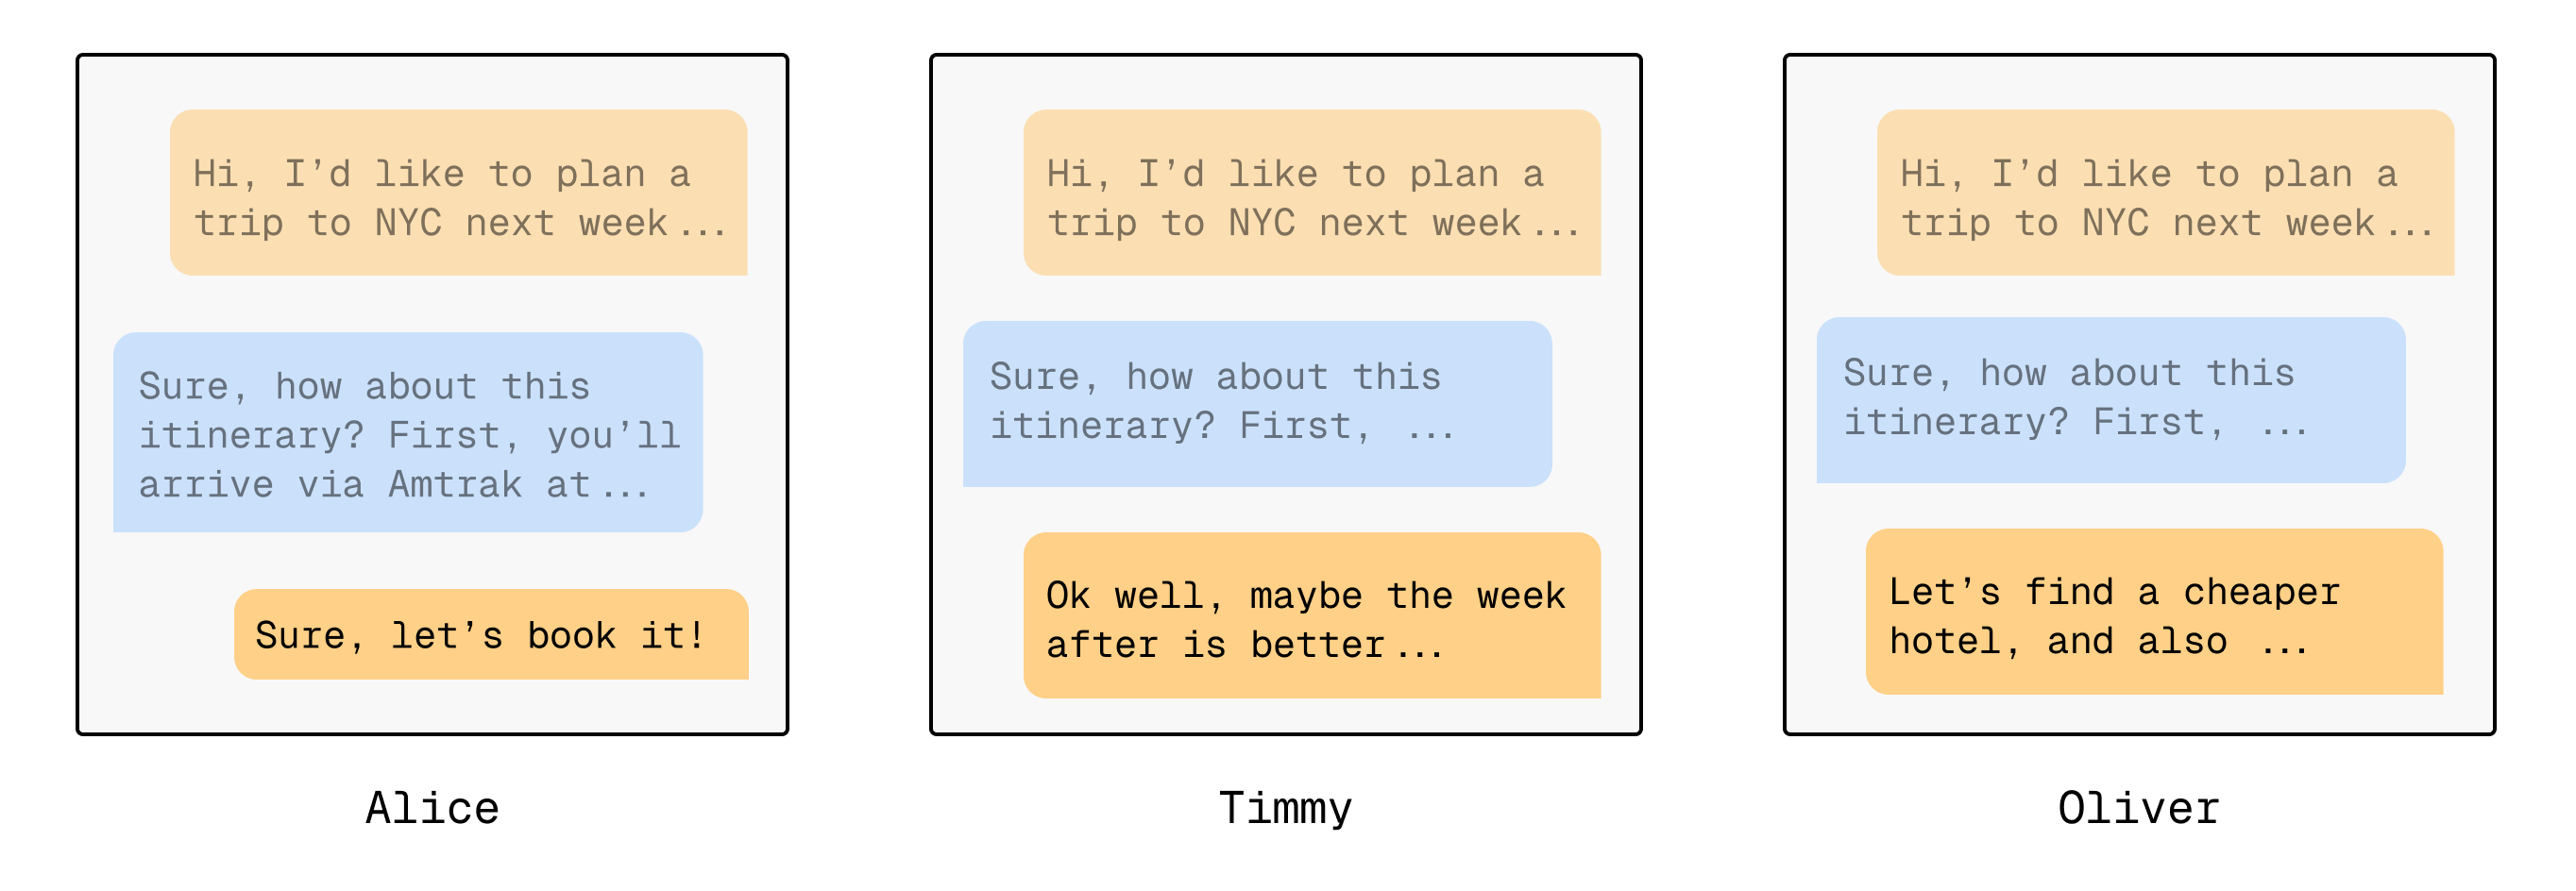 Hi, I’d like to plan a
trip to NYC next week...
Sure, how about this
itinerary? First, you’ll
arrive via Amtrak at...
Sure, let’s book it!
Alice
Hi, I’d like to plan a
trip to NYC next week...
Sure, how about this
itinerary? First, ...
Ok well, maybe the week
after is better...
Timmy
Hi, I’d like to plan a
trip to NYC next week...
Sure, how about this
itinerary? First, ...
Let’s find a cheaper
hotel, and also ...
Oliver